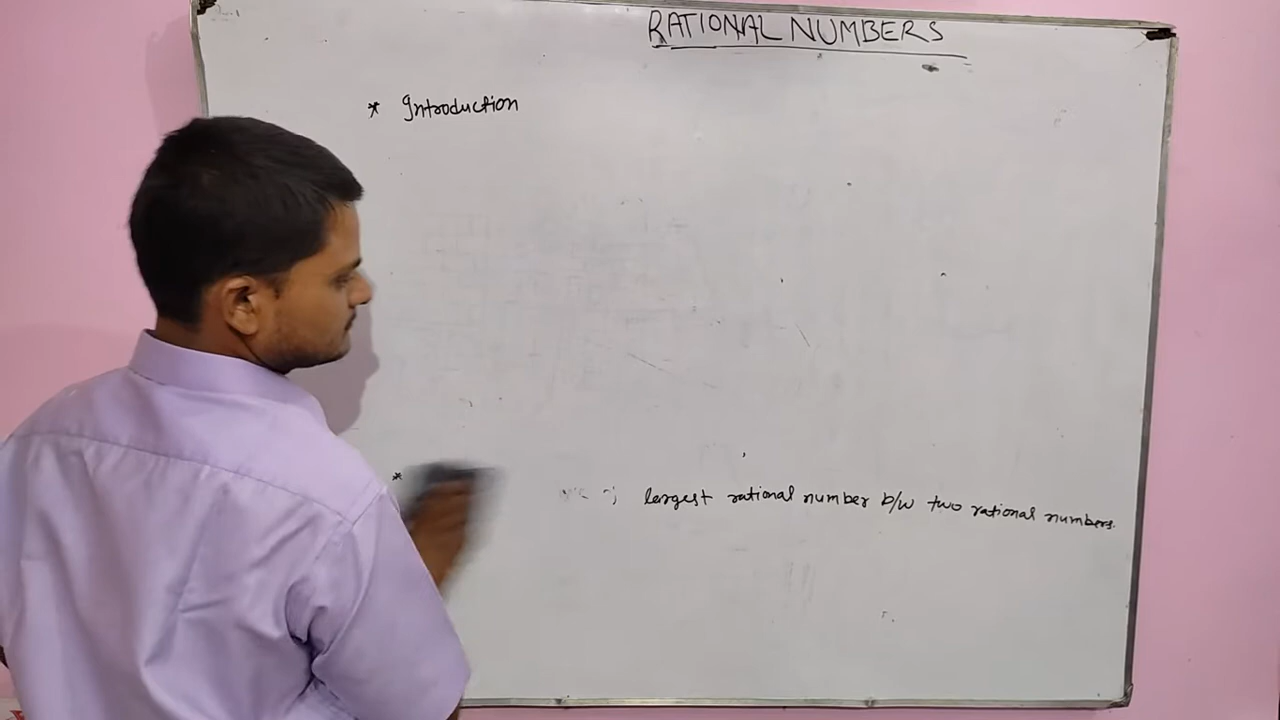 RATIONAL NUMBERS
* Introduction
*
largest rational number b/w two rational numbers.